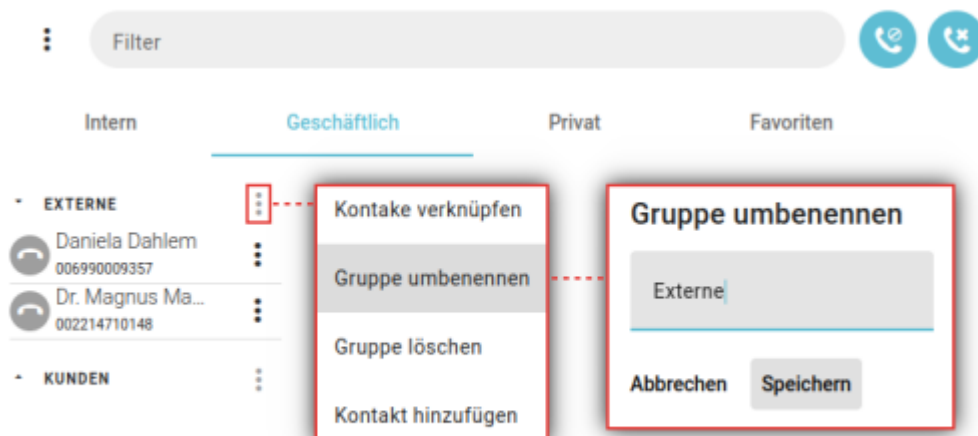 Filter
Intern Geschäftlich Privat Favoriten
EXTERNE
Daniela Dahlem
006990009357
Dr. Magnus Ma...
002214710148
KUNDEN
Kontake verknüpfen
Gruppe umbenennen
Gruppe löschen
Kontakt hinzufügen
Gruppe umbenennen
Externe
Abbrechen Speichern